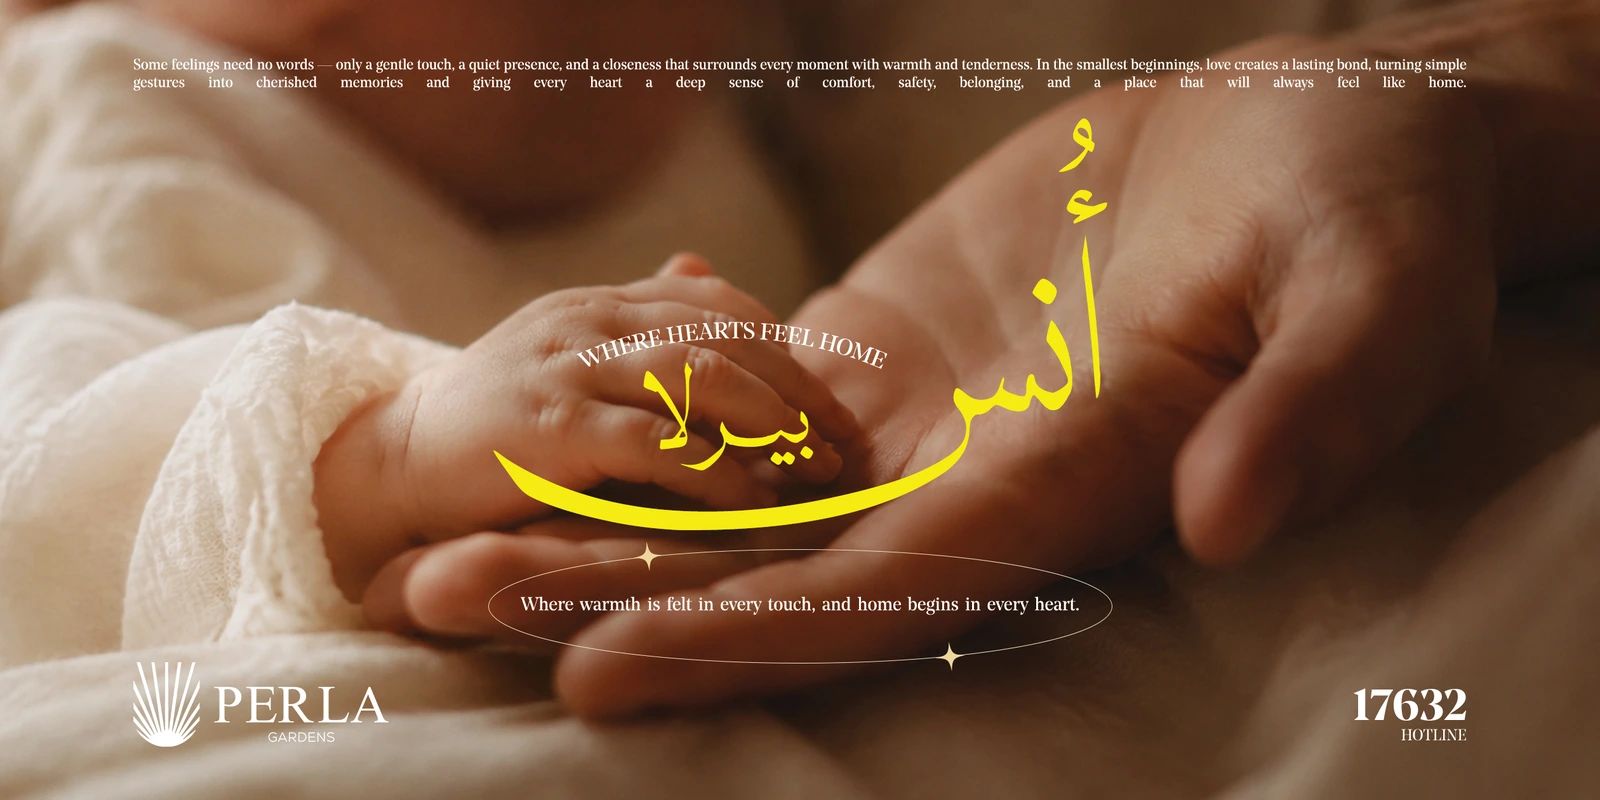 Some feelings need no words — only a gentle touch, a quiet presence, and a closeness that surrounds every moment with warmth and tenderness. In the smallest beginnings, love creates a lasting bond, turning simple
gestures into cherished memories and giving every heart a deep sense of comfort, safety, belonging, and a place that will always feel like home.
أُنس
WHERE HEARTS FEEL HOME
بيرلا
Where warmth is felt in every touch, and home begins in every heart.
PERLA
GARDENS
17632
HOTLINE